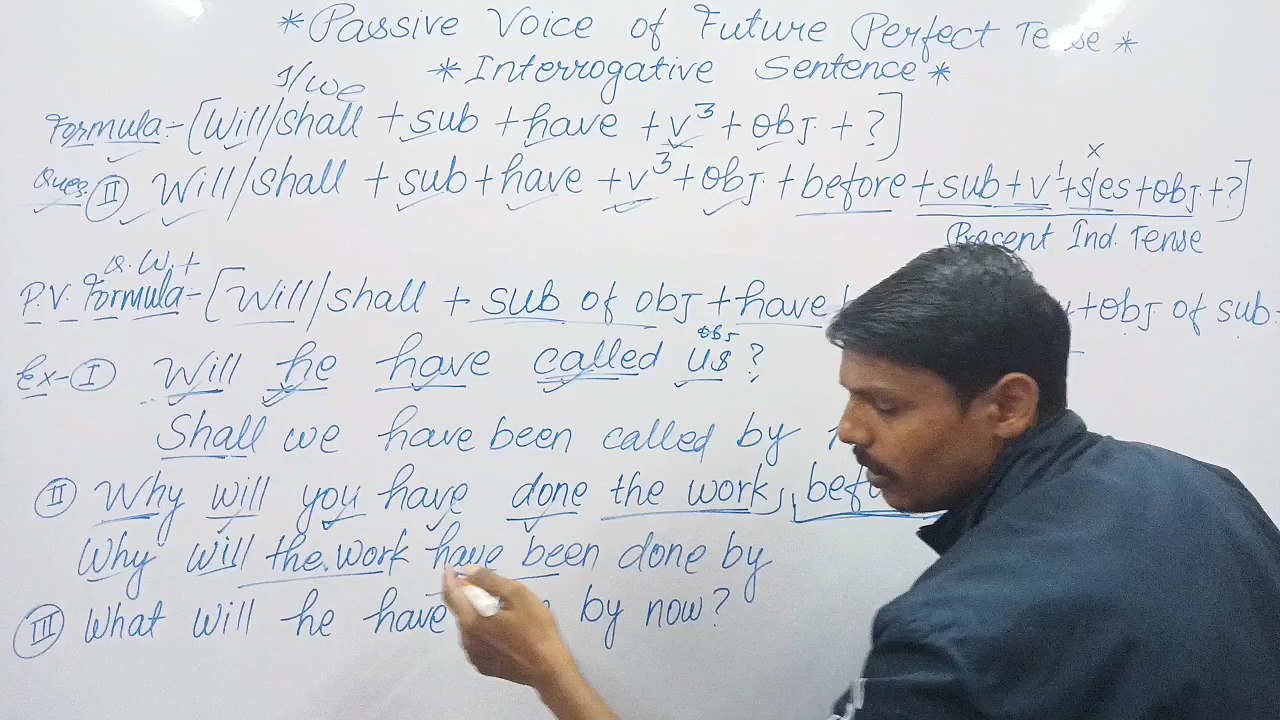 *Passive Voice of Future Perfect Tense*
*Interrogative Sentence*
I/we
Formula:- [Will/shall + sub + have + v³ + obj. + ?]
x
Ques. II Will/shall + sub + have + v³ + obj. + before + sub + v¹ + s/es + obj. + ?]
Present Ind. Tense
Q.W. +
P.V. Formula:- [Will/shall + sub of obj + have + obj of sub
obj
Ex- I Will he have called us ?
Shall we have been called by
II Why will you have done the work,
Why will the work have been done by
III What will he have by now?